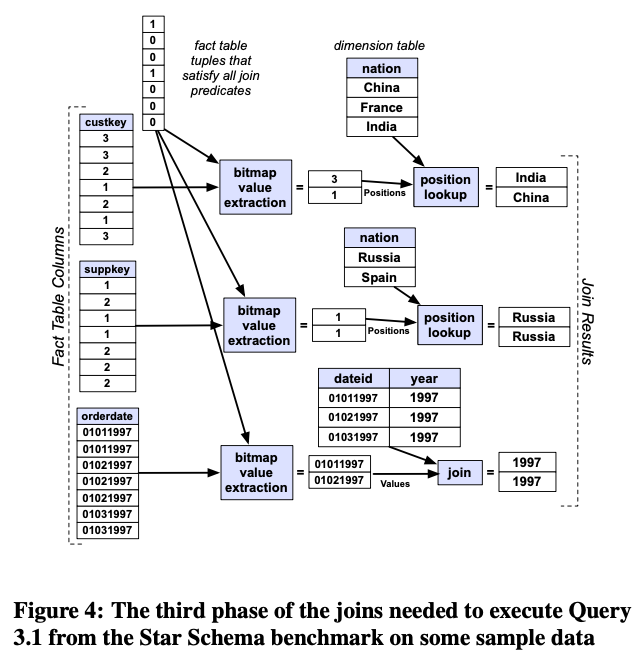 1
0
0
1
0
0
0
fact table
tuples that
satisfy all join
predicates
dimension table
nation
China
France
India
Fact Table Columns
custkey
3
3
2
1
2
1
3
bitmap
value
extraction
=
3
1
Positions
position
lookup
=
India
China
nation
Russia
Spain
suppkey
1
2
1
1
2
2
2
bitmap
value
extraction
=
1
1
Positions
position
lookup
=
Russia
Russia
Join Results
dateid year
01011997 1997
01021997 1997
01031997 1997
orderdate
01011997
01011997
01021997
01021997
01021997
01031997
01031997
bitmap
value
extraction
=
01011997
01021997
Values
join
=
1997
1997
Figure 4: The third phase of the joins needed to execute Query
3.1 from the Star Schema benchmark on some sample data